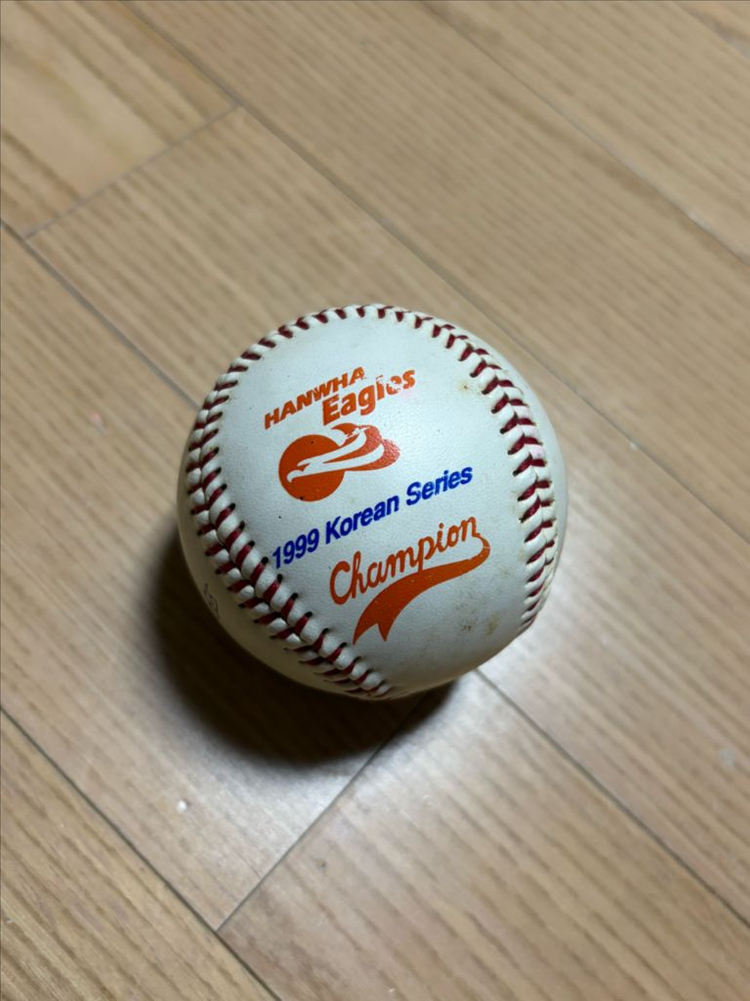 HANWHA
Eagles
1999 Korean Series
Champion